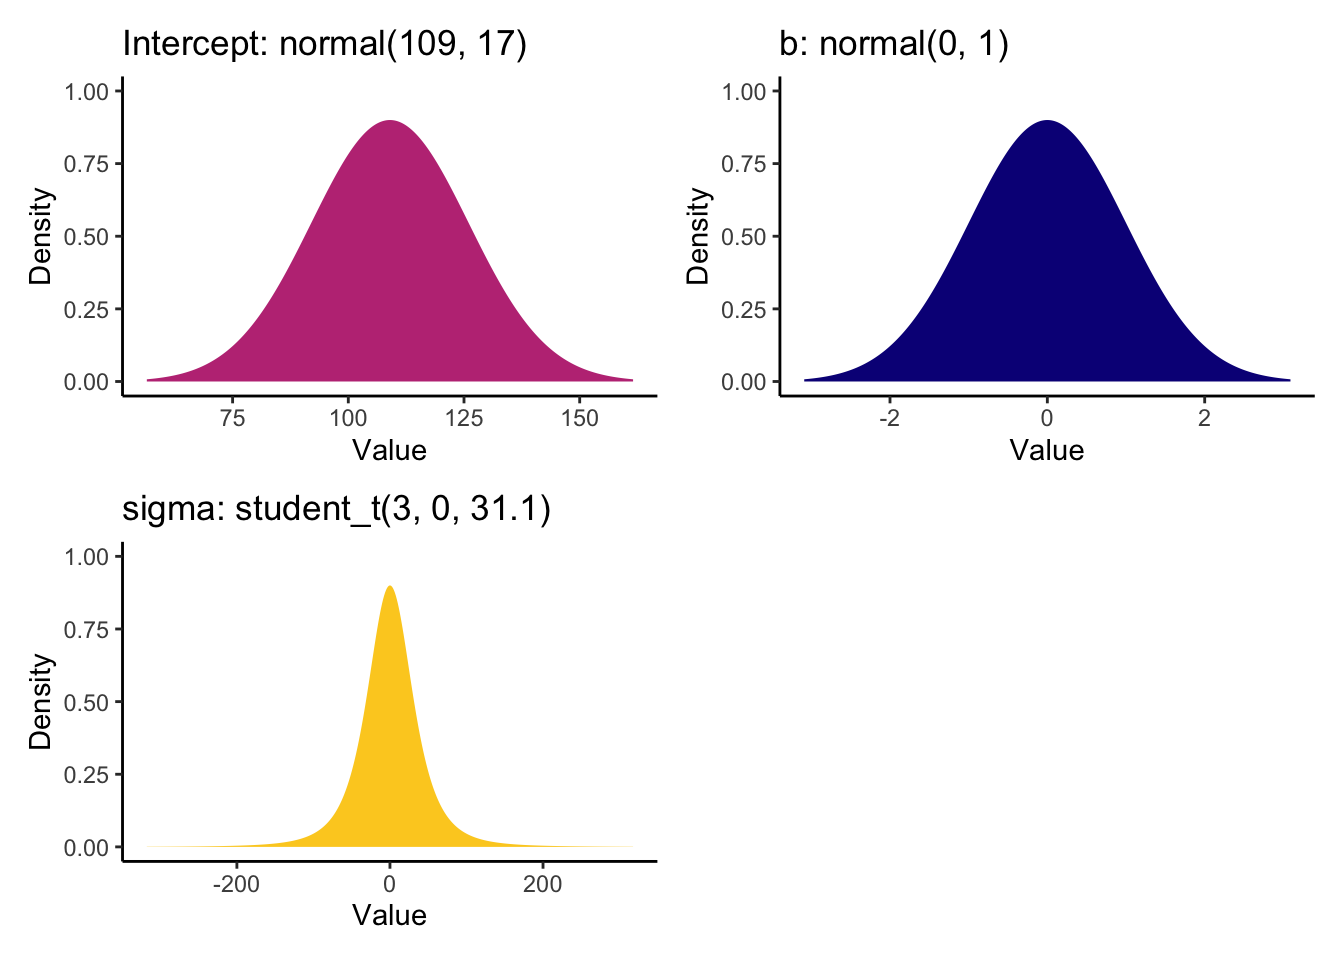 Intercept: normal(109, 17)
1.00
0.75
0.50
0.25
0.00
Density
75 100 125 150
Value
b: normal(0, 1)
1.00
0.75
0.50
0.25
0.00
Density
-2 0 2
Value
sigma: student_t(3, 0, 31.1)
1.00
0.75
0.50
0.25
0.00
Density
-200 0 200
Value